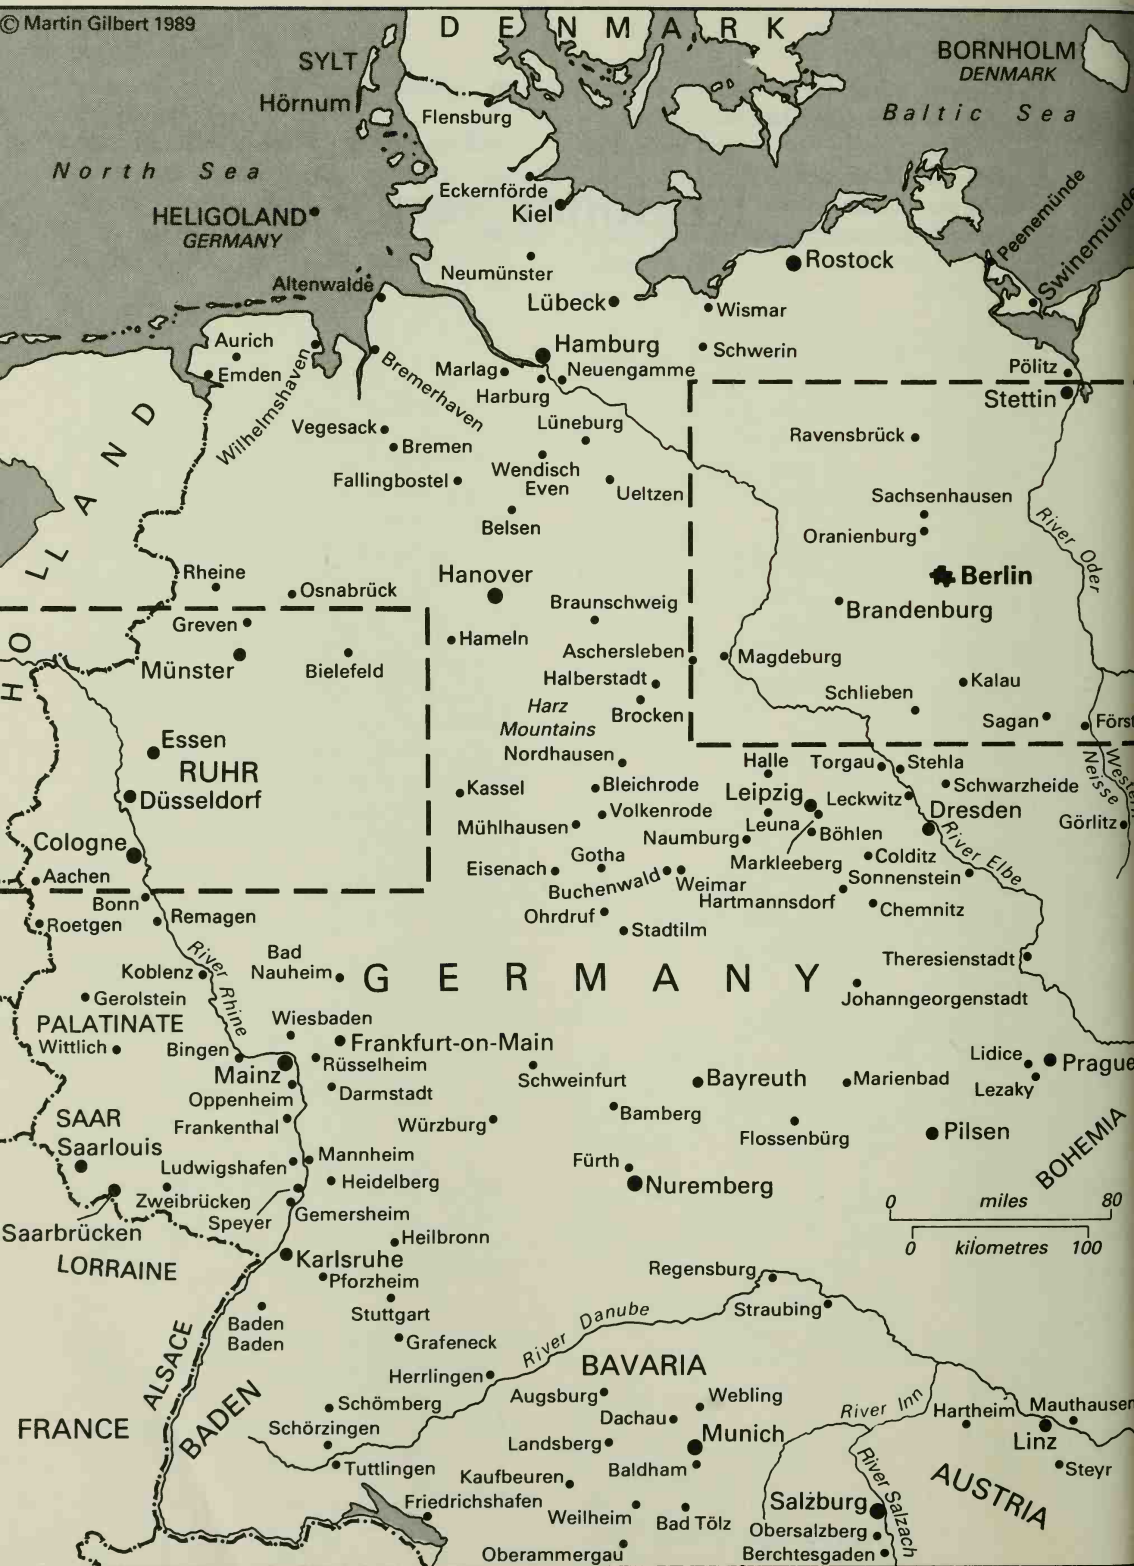 © Martin Gilbert 1989
DENMARK
SYLT
Hörnum
BORNHOLM
DENMARK
Baltic Sea
Flensburg
North Sea
Eckernförde
Kiel
HELIGOLAND
GERMANY
Peenemünde
Swinemünde
Neumünster
Rostock
Altenwalde
Lübeck
Wismar
Aurich
Emden
Wilhelmshaven
Bremerhaven
Hamburg
Marlag
Neuengamme
Harburg
Schwerin
Pölitz
Stettin
Vegesack
Bremen
Lüneburg
Ravensbrück
Fallingbostel
Wendisch
Even
Ueltzen
Belsen
Sachsenhausen
Oranienburg
River Oder
HOLLAND
Rheine
Osnabrück
Hanover
Berlin
Braunschweig
Brandenburg
Greven
Hameln
Münster
Bielefeld
Aschersleben
Magdeburg
Halberstadt
Schlieben
Kalau
Harz
Mountains
Brocken
Sagan
Först
Essen
RUHR
Düsseldorf
Nordhausen
Halle
Torgau
Stehla
Western
Neisse
Kassel
Bleichrode
Leipzig
Leckwitz
Schwarzheide
Volkenrode
Dresden
Görlitz
Mühlhausen
Leuna
Böhlen
Naumburg
Cologne
Markleeberg
Colditz
River Elbe
Gotha
Eisenach
Aachen
Buchenwald
Weimar
Sonnenstein
Hartmannsdorf
Bonn
Remagen
Roetgen
Ohrdruf
Chemnitz
Stadtilm
River Rhine
Bad
Nauheim
Koblenz
GERMANY
Theresienstadt
Gerolstein
Johanngeorgenstadt
PALATINATE
Wiesbaden
Wittlich
Bingen
Frankfurt-on-Main
Lidice
Prague
Mainz
Rüsselheim
Schweinfurt
Bayreuth
Marienbad
Lezaky
Oppenheim
Darmstadt
SAAR
Frankenthal
Würzburg
Bamberg
Flossenbürg
Pilsen
BOHEMIA
Saarlouis
Ludwigshafen
Mannheim
Fürth
Heidelberg
Nuremberg
Zweibrücken
Speyer
Gemersheim
Saarbrücken
0 miles 80
0 kilometres 100
Heilbronn
LORRAINE
Karlsruhe
Pforzheim
Regensburg
Stuttgart
River Danube
Straubing
Baden
Baden
Grafeneck
ALSACE
Herrlingen
BAVARIA
Augsburg
Webling
BADEN
Schömberg
Dachau
River Inn
Hartheim
Mauthausen
FRANCE
Schörzingen
Landsberg
Munich
Linz
Tuttlingen
Baldham
Steyr
Kaufbeuren
AUSTRIA
River Salzach
Friedrichshafen
Weilheim
Bad Tölz
Salzburg
Obersalzberg
Oberammergau
Berchtesgaden